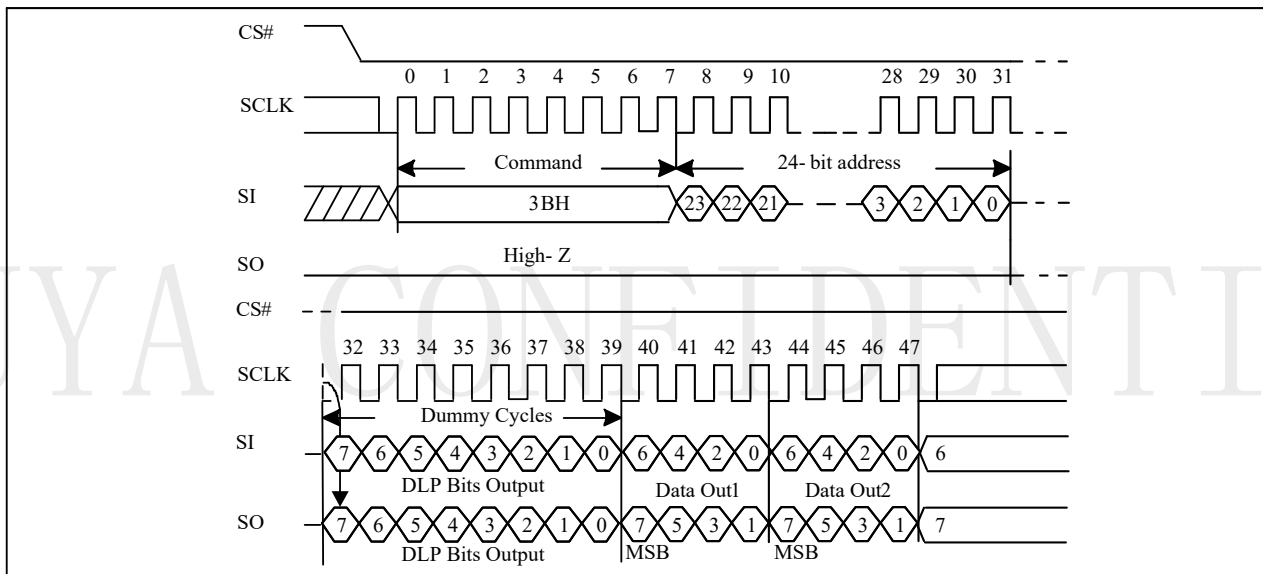 CS#
0 1 2 3 4 5 6 7 8 9 10 28 29 30 31
SCLK
Command 24- bit address
SI 3BH 23 22 21 3 2 1 0
High- Z
SO
UYA CONFIDENTI
CS#
32 33 34 35 36 37 38 39 40 41 42 43 44 45 46 47
SCLK
Dummy Cycles
SI 7 6 5 4 3 2 1 0 6 4 2 0 6 4 2 0 6
DLP Bits Output Data Out1 Data Out2
SO 7 6 5 4 3 2 1 0 7 5 3 1 7 5 3 1 7
DLP Bits Output MSB MSB